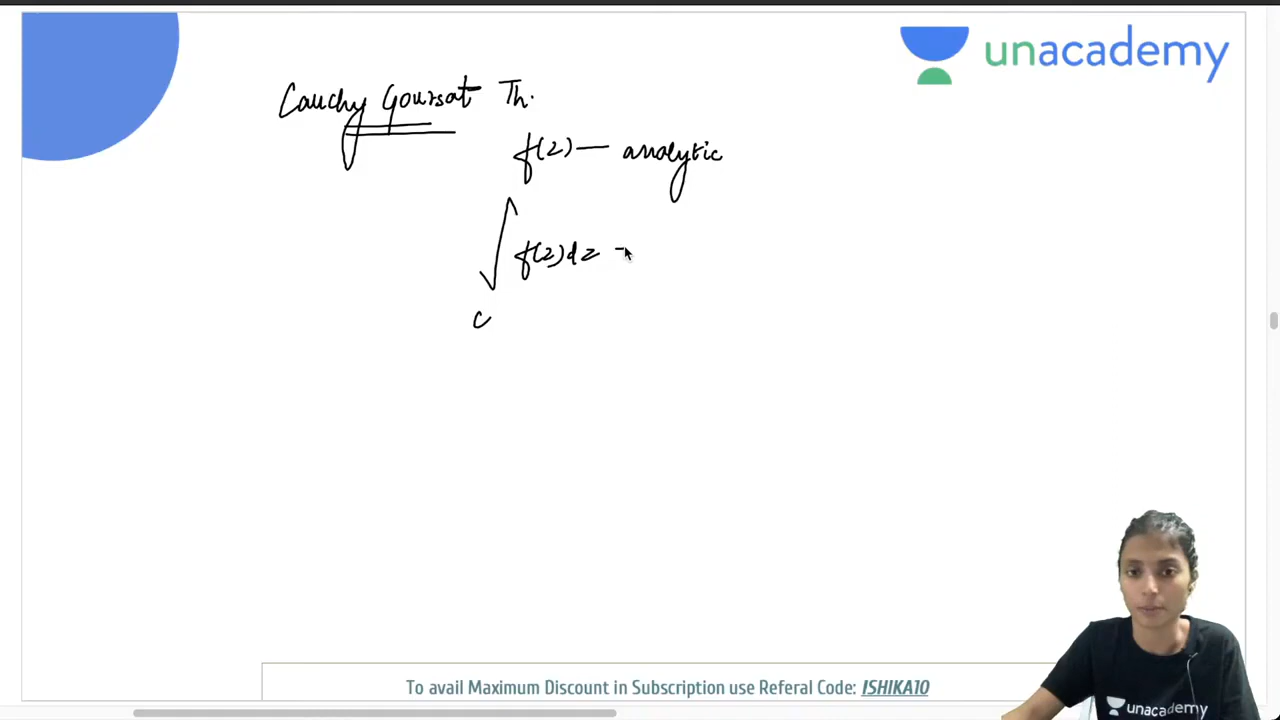 unacademy
Cauchy Goursat Th.
f(z) — analytic
∫ f(z)dz =
C
To avail Maximum Discount in Subscription use Referal Code: ISHIKA10
unacademy